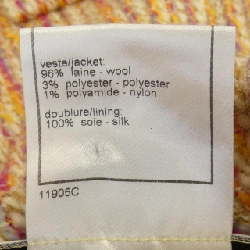 veste/jacket:
96% laine - wool
3% polyester - polyester
1% polyamide - nylon
doublure/lining:
100% soie - silk
11905C